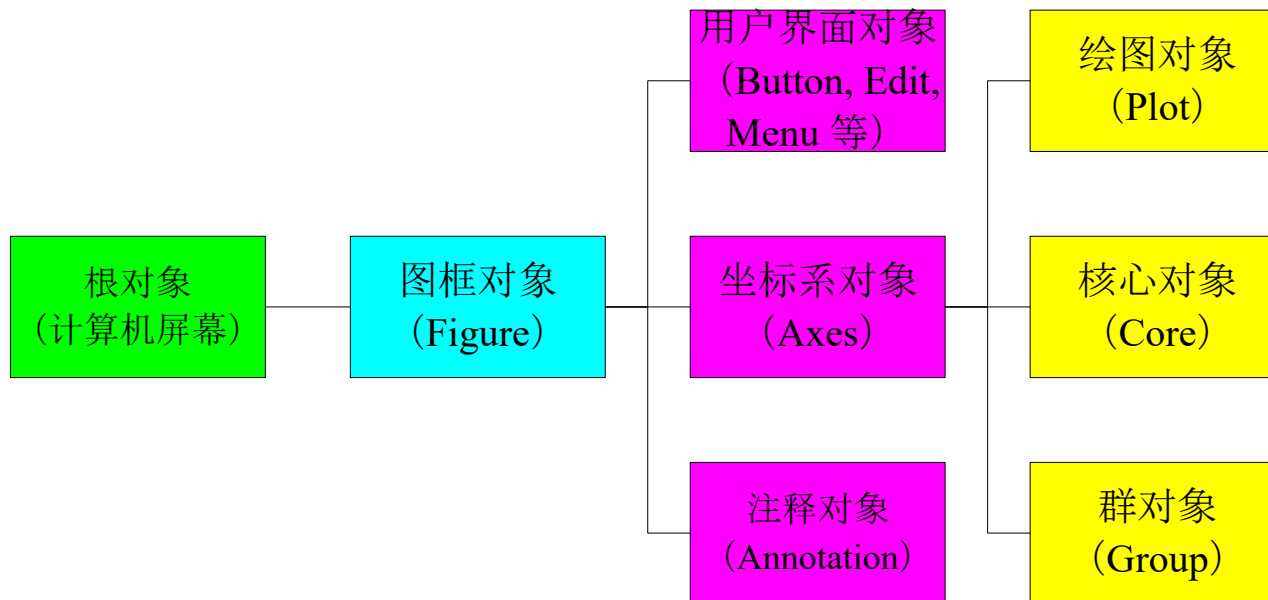 用户界面对象
（Button, Edit,
Menu 等）
绘图对象
（Plot）
根对象
（计算机屏幕）
图框对象
（Figure）
坐标系对象
（Axes）
核心对象
（Core）
注释对象
（Annotation）
群对象
（Group）